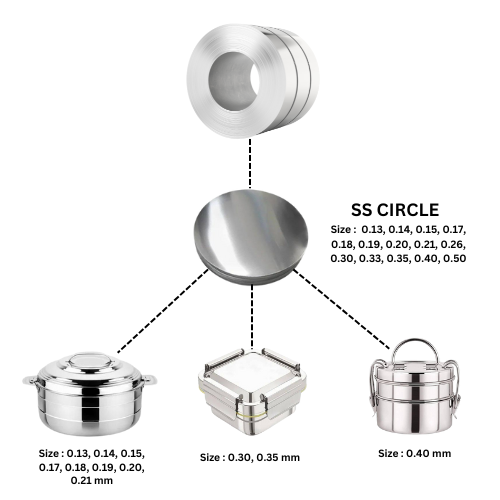 SS CIRCLE
Size : 0.13, 0.14, 0.15, 0.17,
0.18, 0.19, 0.20, 0.21, 0.26,
0.30, 0.33, 0.35, 0.40, 0.50
Size : 0.13, 0.14, 0.15,
0.17, 0.18, 0.19, 0.20,
0.21 mm
Size : 0.30, 0.35 mm
Size : 0.40 mm